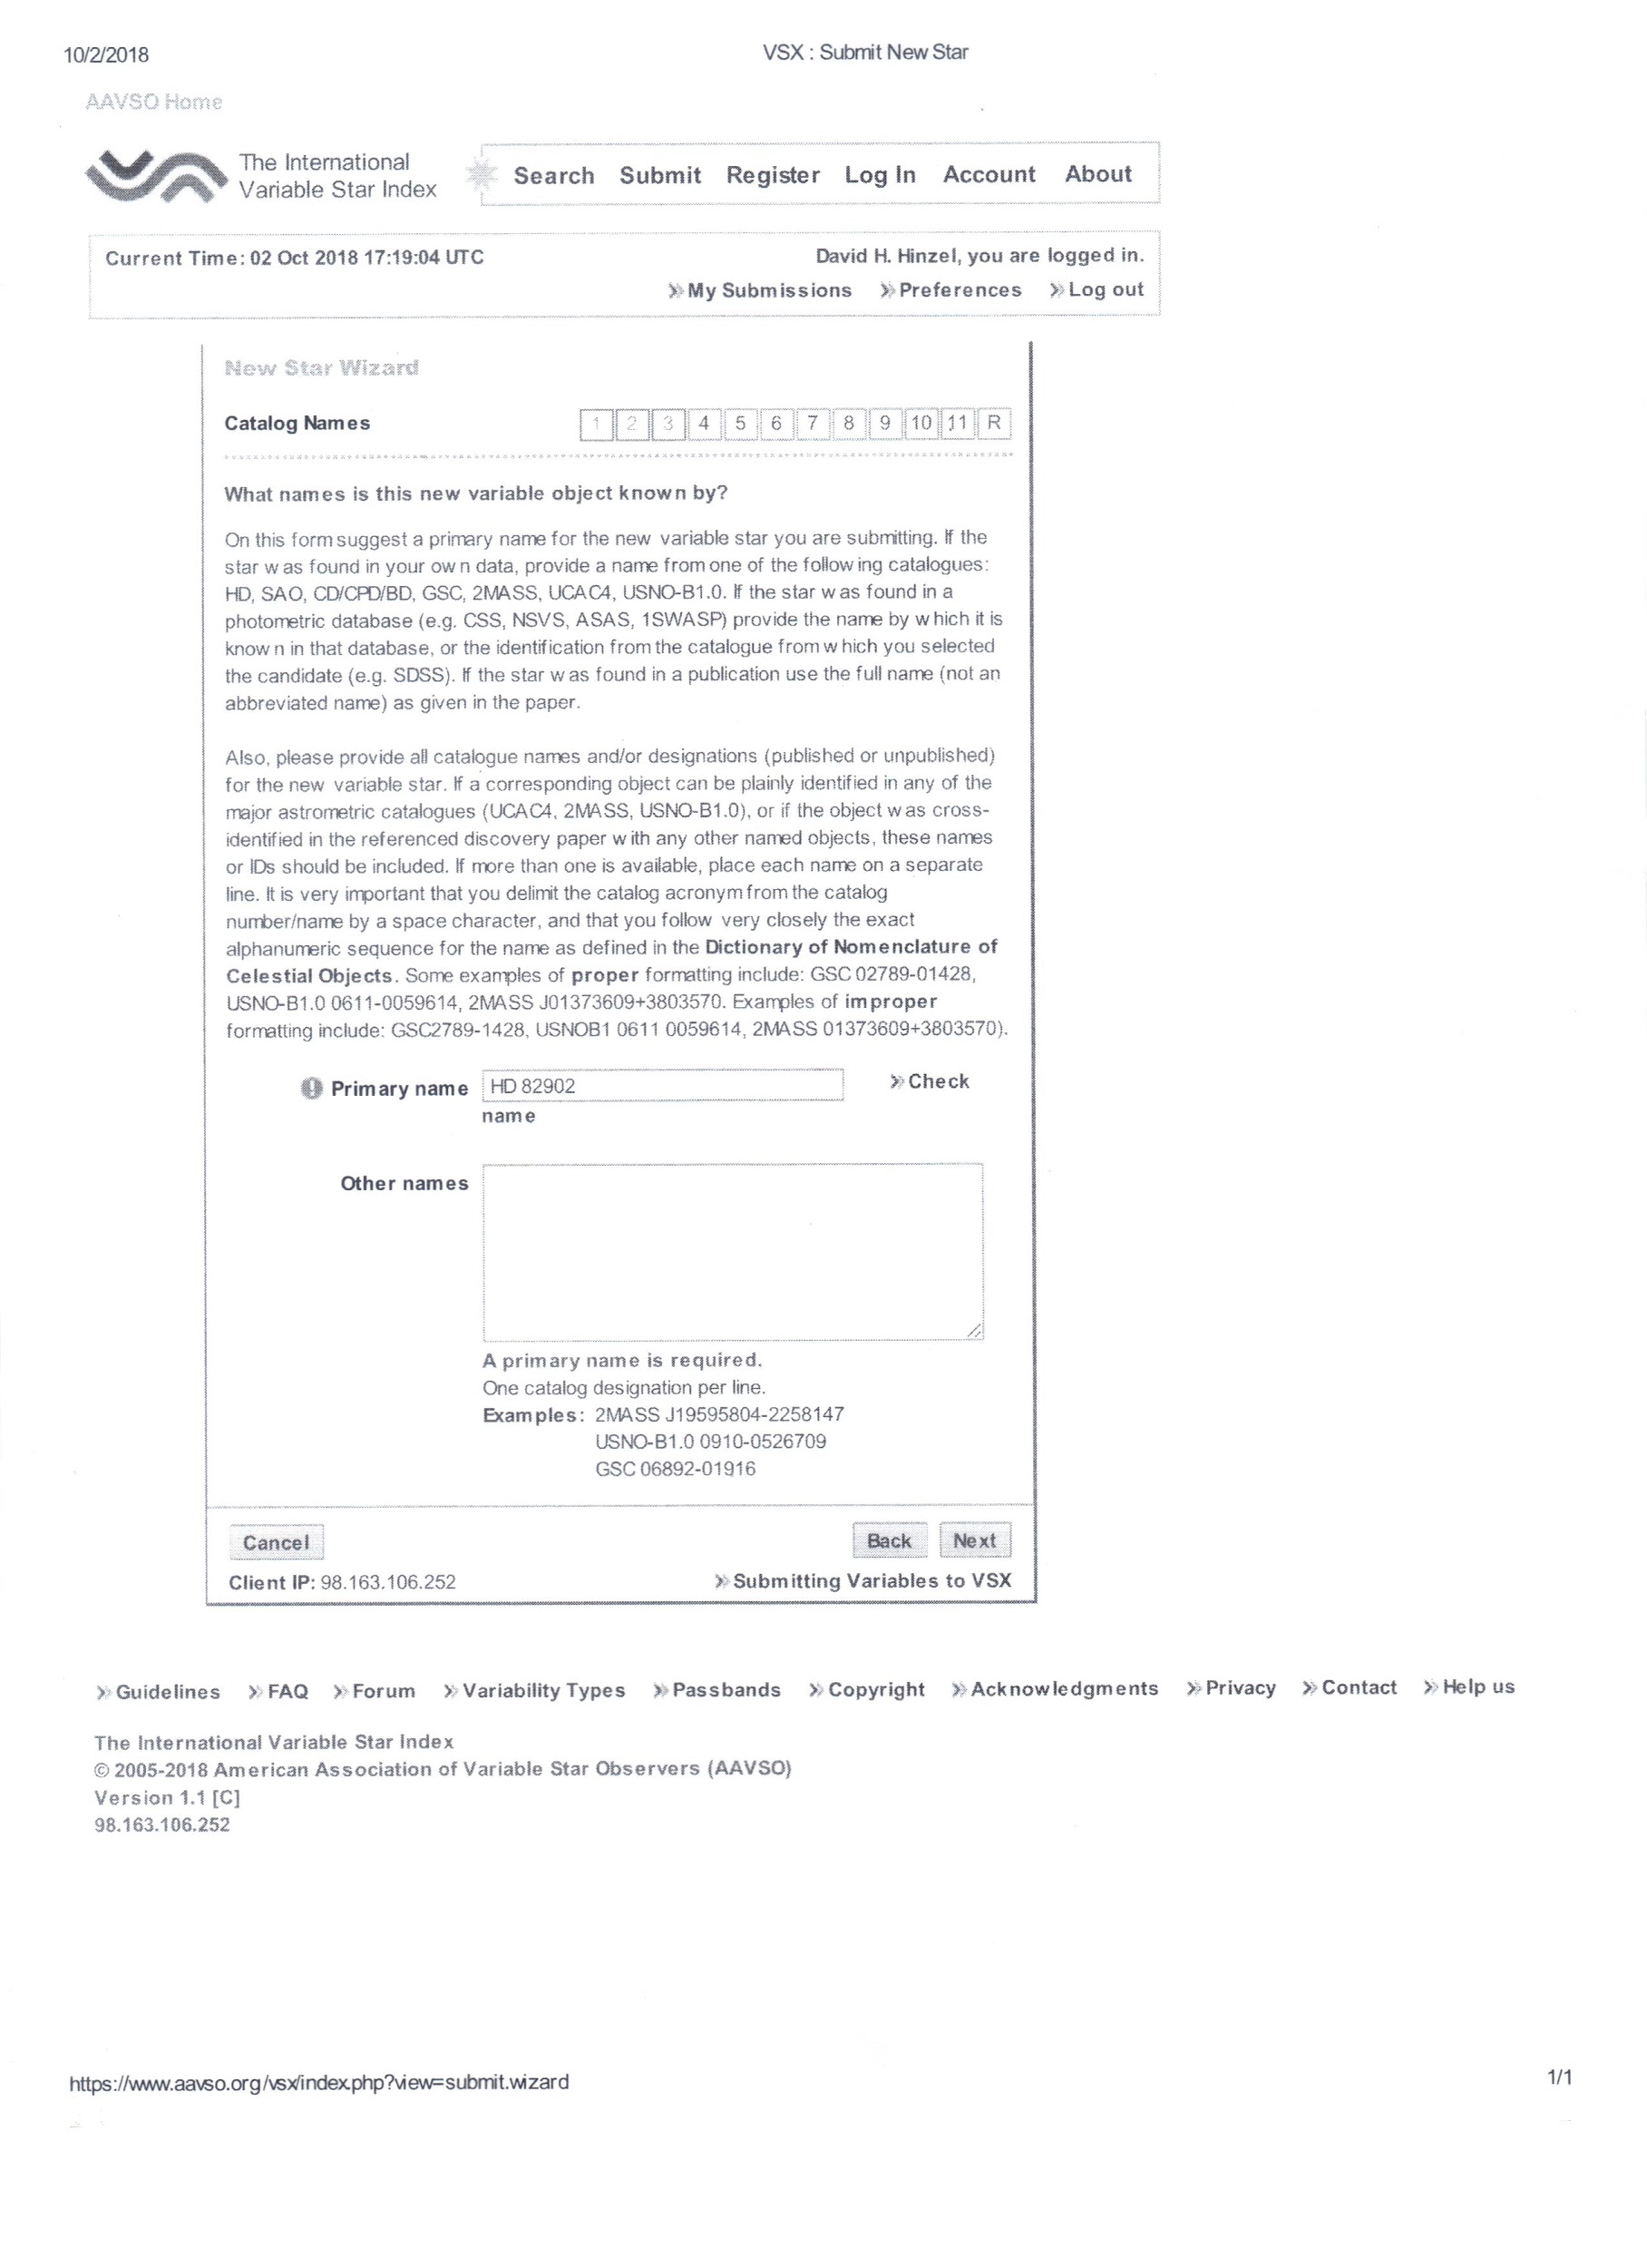 10/2/2018 VSX : Submit New Star
AAVSO Home
The International
Variable Star Index
Search Submit Register Log In Account About
Current Time: 02 Oct 2018 17:19:04 UTC David H. Hinzel, you are logged in.
» My Submissions » Preferences » Log out
New Star Wizard
Catalog Names 1 2 3 4 5 6 7 8 9 10 11 R
What names is this new variable object known by?
On this form suggest a primary name for the new variable star you are submitting. If the
star was found in your own data, provide a name from one of the following catalogues:
HD, SAO, CD/CPD/BD, GSC, 2MASS, UCAC4, USNO-B1.0. If the star was found in a
photometric database (e.g. CSS, NSVS, ASAS, 1SWASP) provide the name by which it is
known in that database, or the identification from the catalogue from which you selected
the candidate (e.g. SDSS). If the star was found in a publication use the full name (not an
abbreviated name) as given in the paper.
Also, please provide all catalogue names and/or designations (published or unpublished)
for the new variable star. If a corresponding object can be plainly identified in any of the
major astrometric catalogues (UCAC4, 2MASS, USNO-B1.0), or if the object was cross-
identified in the referenced discovery paper with any other named objects, these names
or IDs should be included. If more than one is available, place each name on a separate
line. It is very important that you delimit the catalog acronym from the catalog
number/name by a space character, and that you follow very closely the exact
alphanumeric sequence for the name as defined in the Dictionary of Nomenclature of
Celestial Objects. Some examples of proper formatting include: GSC 02789-01428,
USNO-B1.0 0611-0059614, 2MASS J01373609+3803570. Examples of improper
formatting include: GSC2789-1428, USNOB1 0611 0059614, 2MASS 01373609+3803570).
Primary name HD 82902 » Check
name
Other names
A primary name is required.
One catalog designation per line.
Examples: 2MASS J19595804-2258147
USNO-B1.0 0910-0526709
GSC 06892-01916
Cancel Back Next
Client IP: 98.163.106.252 » Submitting Variables to VSX
» Guidelines » FAQ » Forum » Variability Types » Passbands » Copyright » Acknowledgments » Privacy » Contact » Help us
The International Variable Star Index
© 2005-2018 American Association of Variable Star Observers (AAVSO)
Version 1.1 [C]
98.163.106.252
https://www.aavso.org/vsx/index.php?view=submit.wizard 1/1